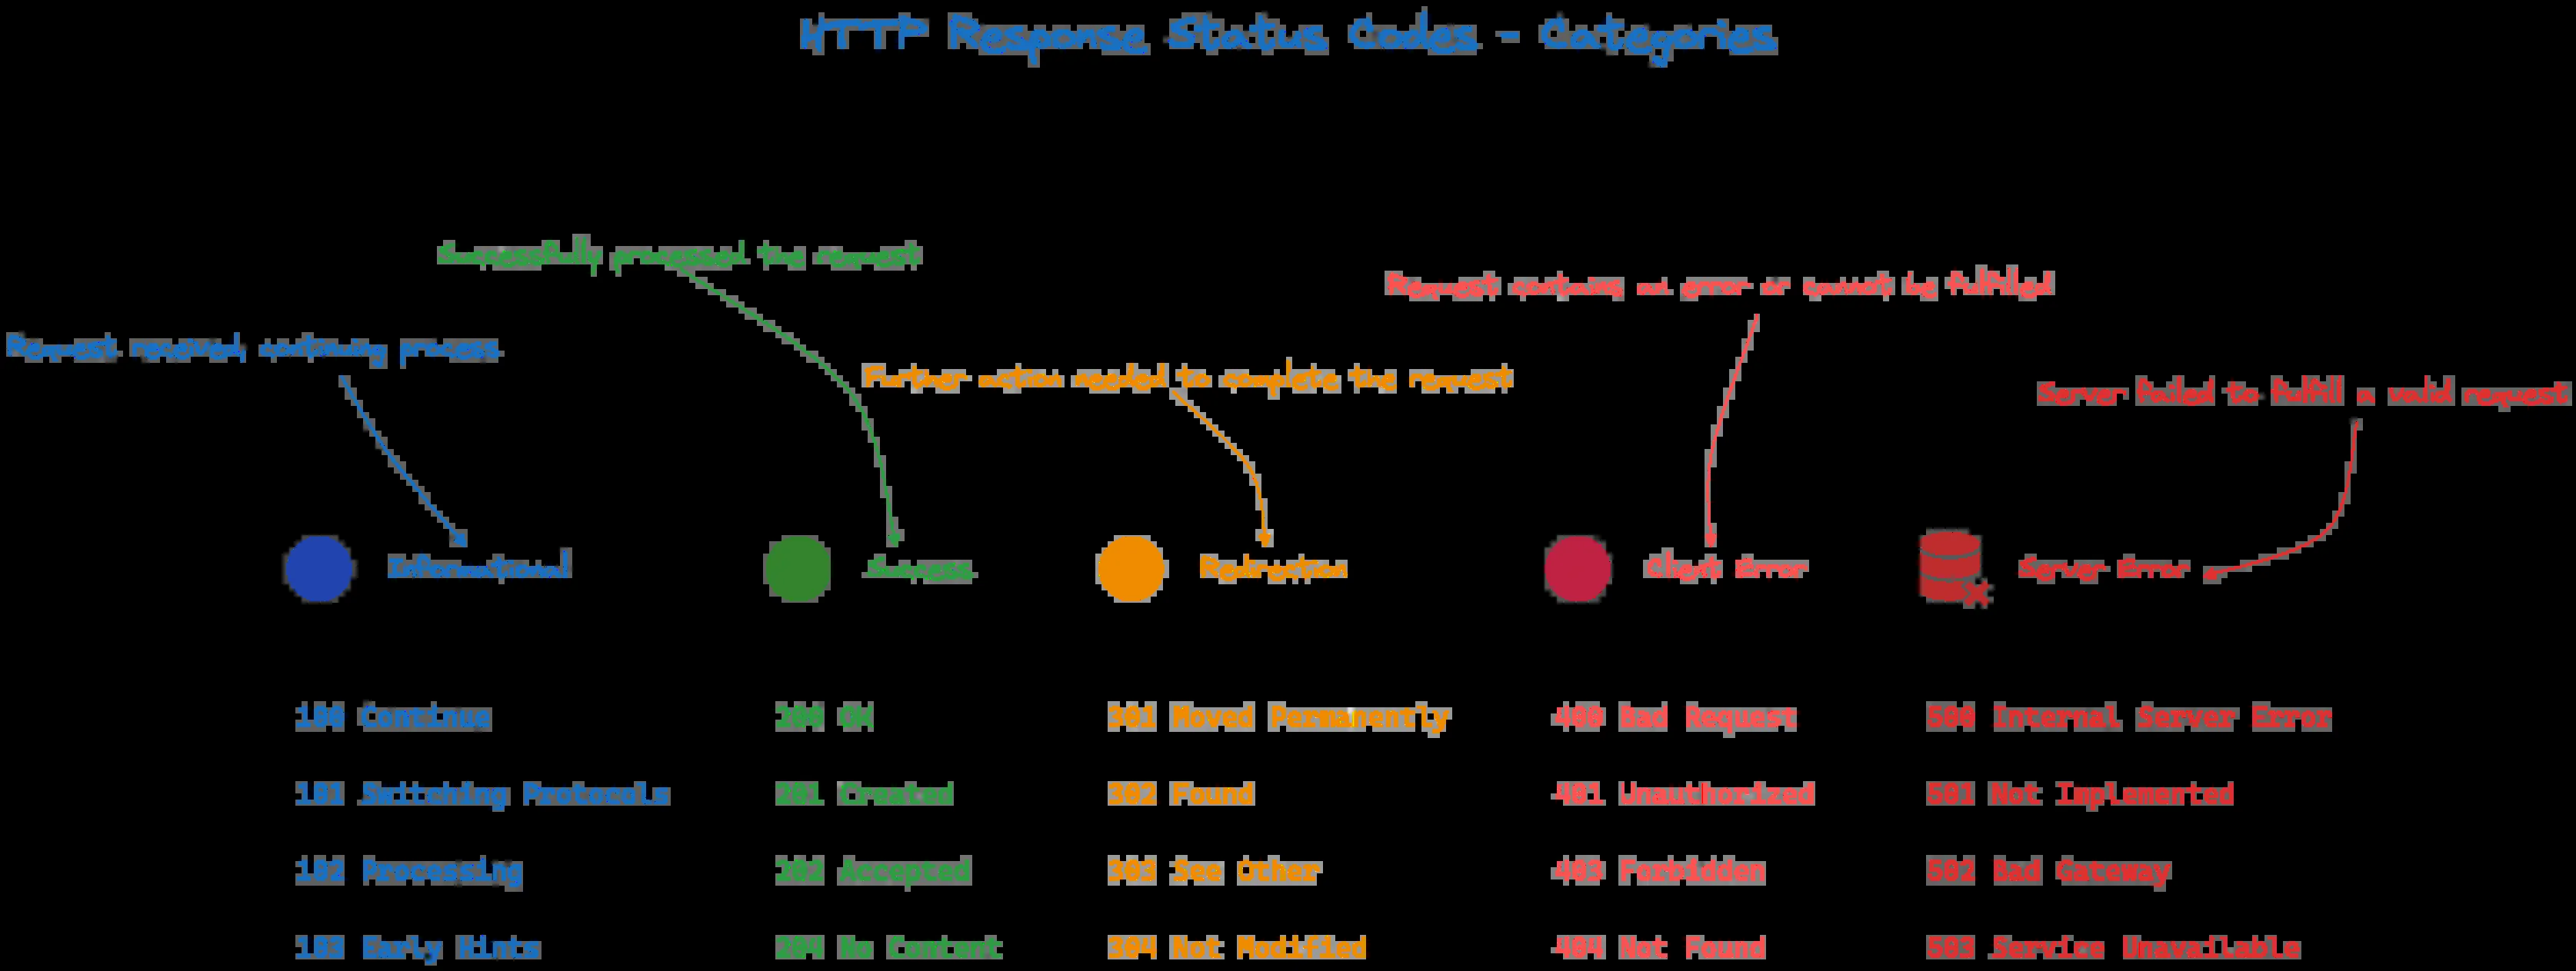 HTTP Response Status Codes - Categories
Successfully processed the request
Request contains an error or cannot be fulfilled
Request received, continuing process
Further action needed to complete the request
Server failed to fulfill a valid request
Informational
Success
Redirection
Client Error
Server Error
100 Continue
200 OK
301 Moved Permanently
400 Bad Request
500 Internal Server Error
101 Switching Protocols
201 Created
302 Found
401 Unauthorized
501 Not Implemented
102 Processing
202 Accepted
303 See Other
403 Forbidden
502 Bad Gateway
103 Early Hints
204 No Content
304 Not Modified
404 Not Found
503 Service Unavailable